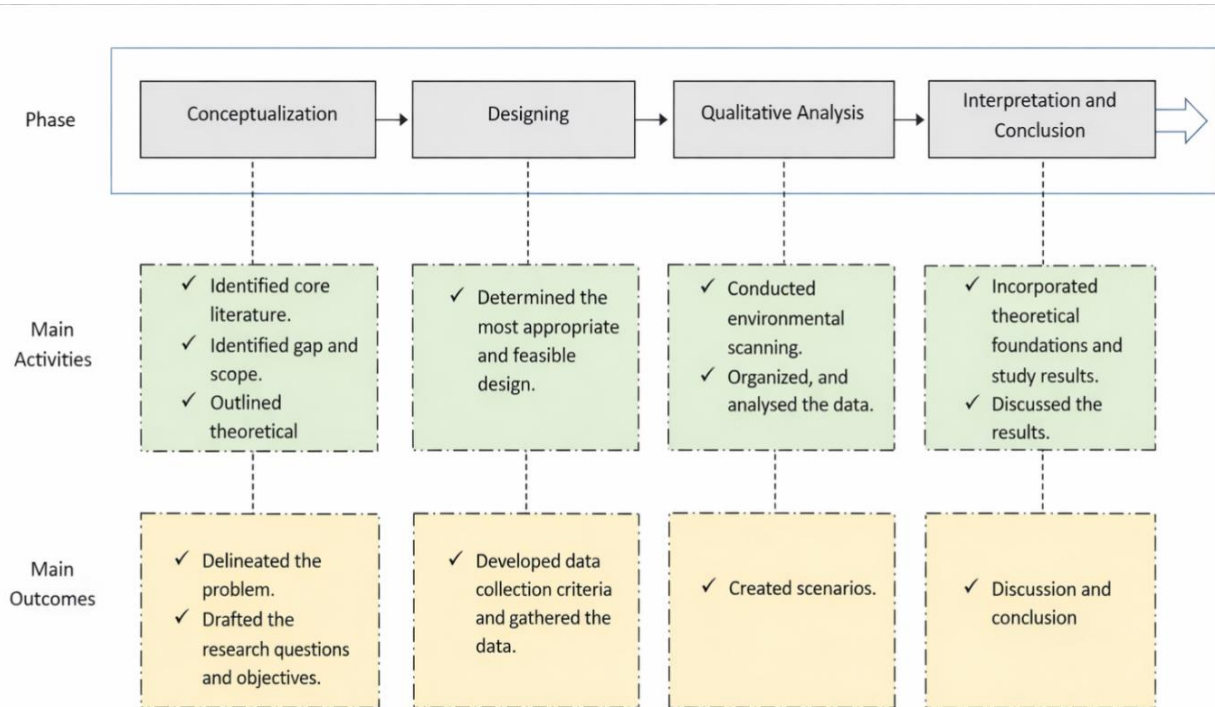 Phase
Conceptualization
Designing
Qualitative Analysis
Interpretation and
Conclusion
Main
Activities
✓ Identified core
literature.
✓ Identified gap and
scope.
✓ Outlined
theoretical
✓ Determined the
most appropriate
and feasible
design.
✓ Conducted
environmental
scanning.
✓ Organized, and
analysed the data.
✓ Incorporated
theoretical
foundations and
study results.
✓ Discussed the
results.
Main
Outcomes
✓ Delineated the
problem.
✓ Drafted the
research questions
and objectives.
✓ Developed data
collection criteria
and gathered the
data.
✓ Created scenarios.
✓ Discussion and
conclusion